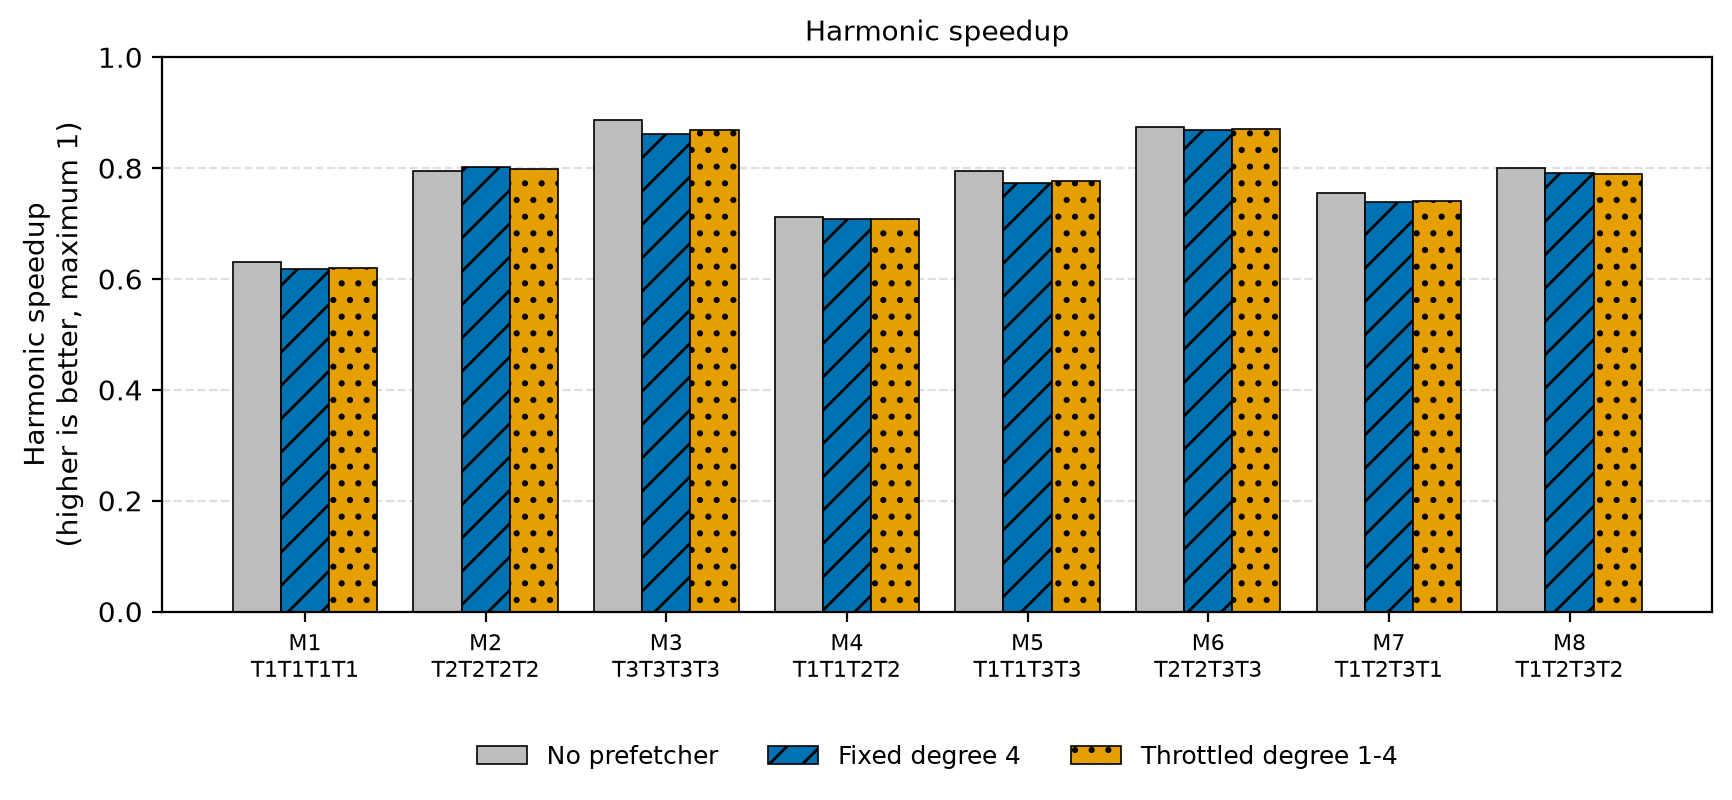 Harmonic speedup
Harmonic speedup
(higher is better, maximum 1)
1.0
0.8
0.6
0.4
0.2
0.0
M1
T1T1T1T1
M2
T2T2T2T2
M3
T3T3T3T3
M4
T1T1T2T2
M5
T1T1T3T3
M6
T2T2T3T3
M7
T1T2T3T1
M8
T1T2T3T2
No prefetcher
Fixed degree 4
Throttled degree 1-4